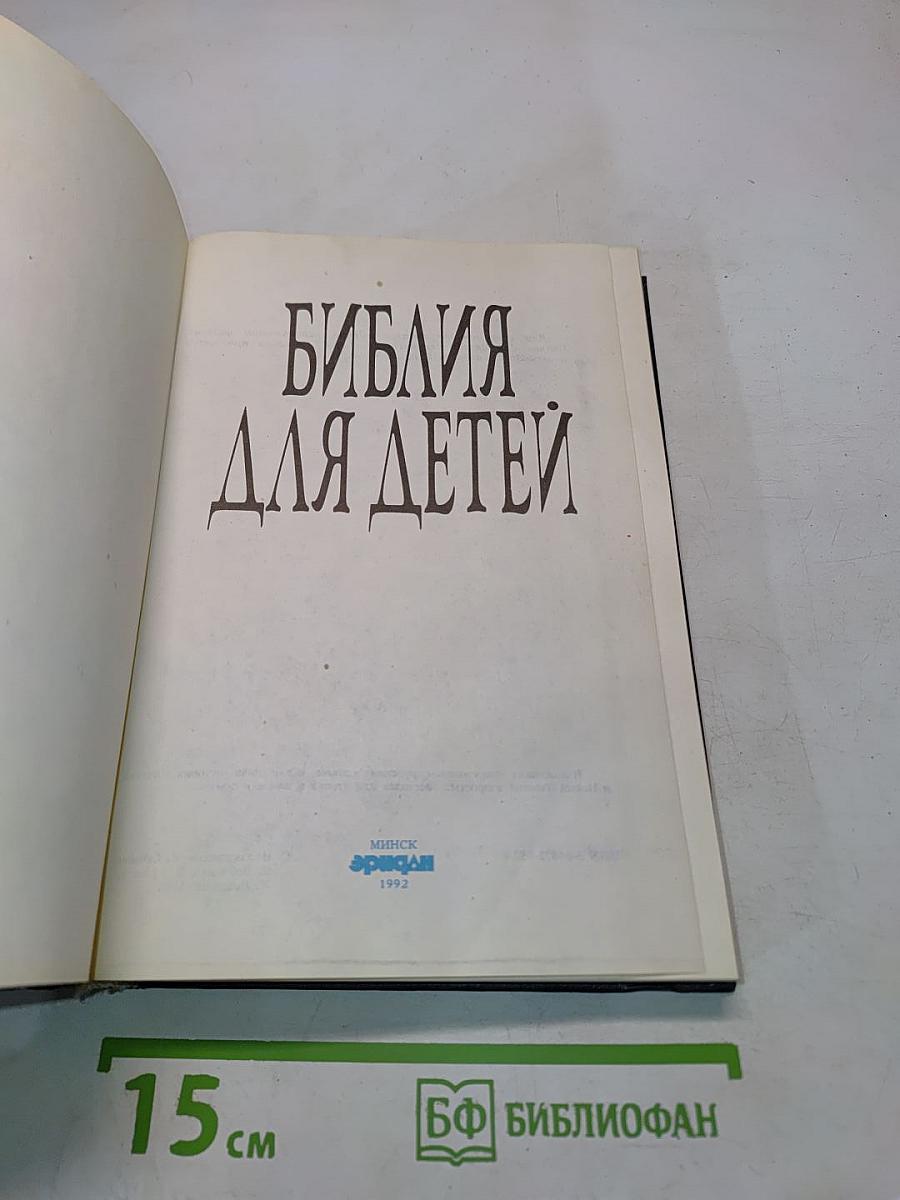 БИБЛИЯ
ДЛЯ ДЕТЕЙ
МИНСК
эридан
1992
15 см
БФ БИБЛИОФАН